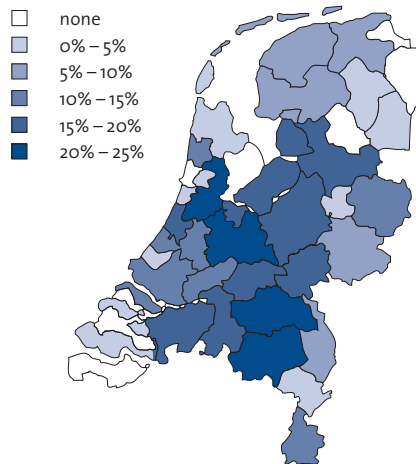 none
0% – 5%
5% – 10%
10% – 15%
15% – 20%
20% – 25%